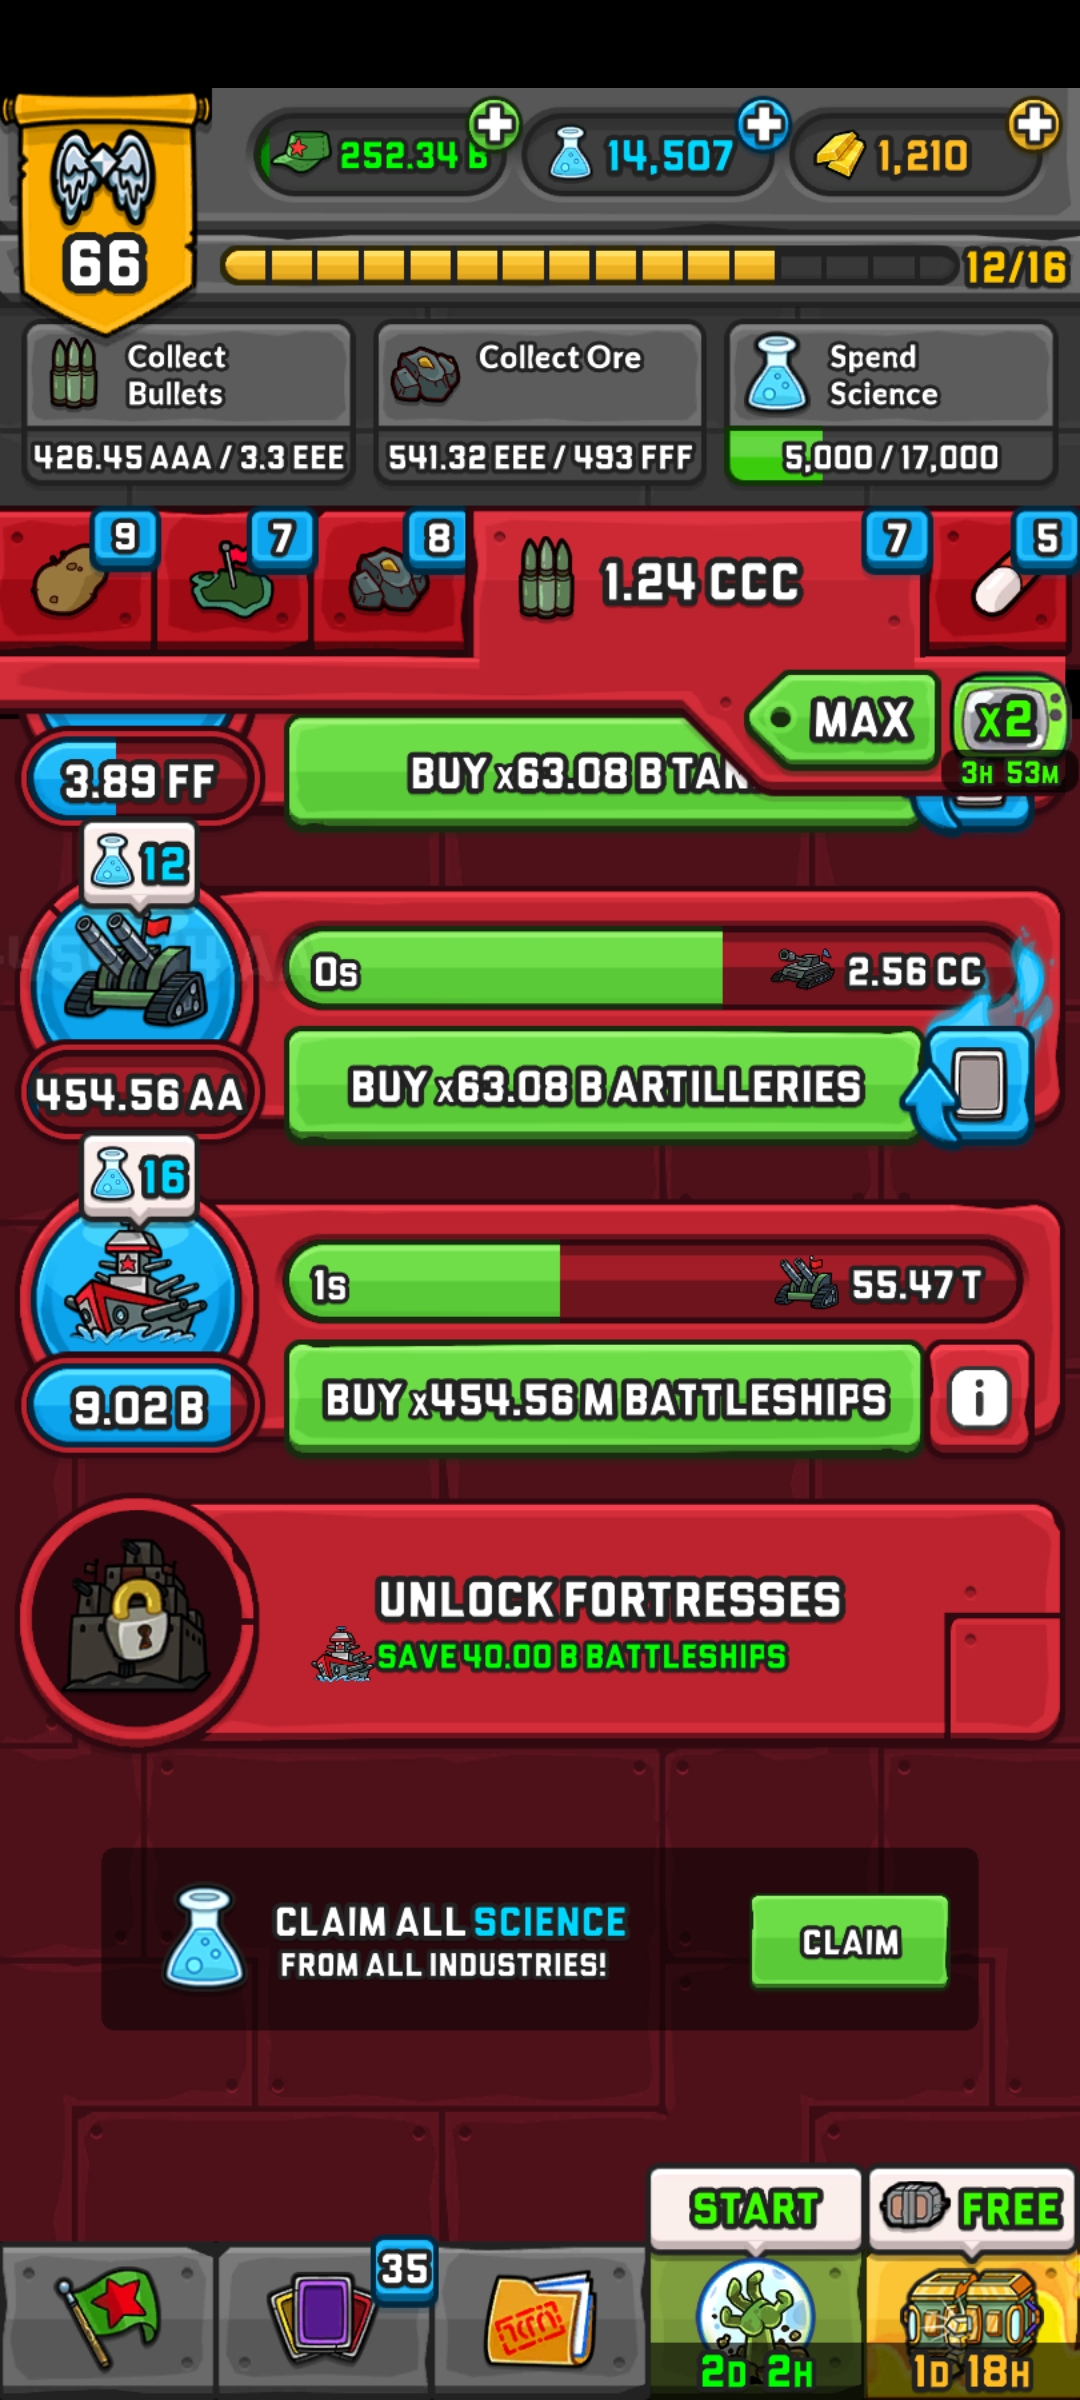 252.34 B
14,507
1,210
66
12/16
Collect
Bullets
Collect Ore
Spend
Science
426.45 AAA / 3.3 EEE
541.32 EEE / 493 FFF
5,000 / 17,000
9
7
8
1.24 CCC
7
5
MAX
x2
3H 53M
3.89 FF
BUY x63.08 B TAN
12
0s
2.56 CC
454.56 AA
BUY x63.08 B ARTILLERIES
16
1s
55.47 T
9.02 B
BUY x454.56 M BATTLESHIPS
i
UNLOCK FORTRESSES
SAVE 40.00 B BATTLESHIPS
CLAIM ALL SCIENCE
FROM ALL INDUSTRIES!
CLAIM
START
FREE
35
2D 2H
1D 18H